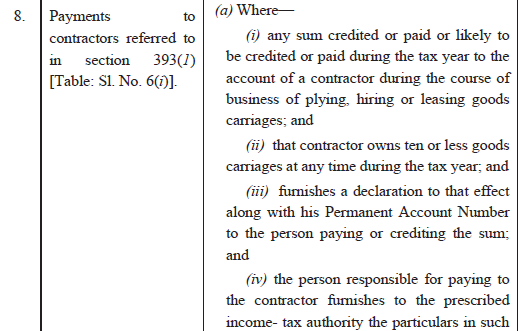 8.
Payments to
contractors referred to
in section 393(1)
[Table: Sl. No. 6(i)].
(a) Where—
(i) any sum credited or paid or likely to
be credited or paid during the tax year to the
account of a contractor during the course of
business of plying, hiring or leasing goods
carriages; and
(ii) that contractor owns ten or less goods
carriages at any time during the tax year; and
(iii) furnishes a declaration to that effect
along with his Permanent Account Number
to the person paying or crediting the sum;
and
(iv) the person responsible for paying to
the contractor furnishes to the prescribed
income- tax authority the particulars in such